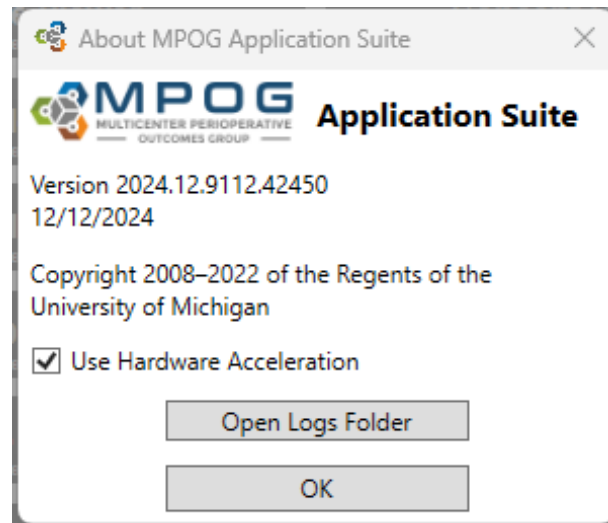 About MPOG Application Suite
MPOG
MULTICENTER PERIOPERATIVE
OUTCOMES GROUP
Application Suite
Version 2024.12.9112.42450
12/12/2024
Copyright 2008–2022 of the Regents of the
University of Michigan
Use Hardware Acceleration
Open Logs Folder
OK